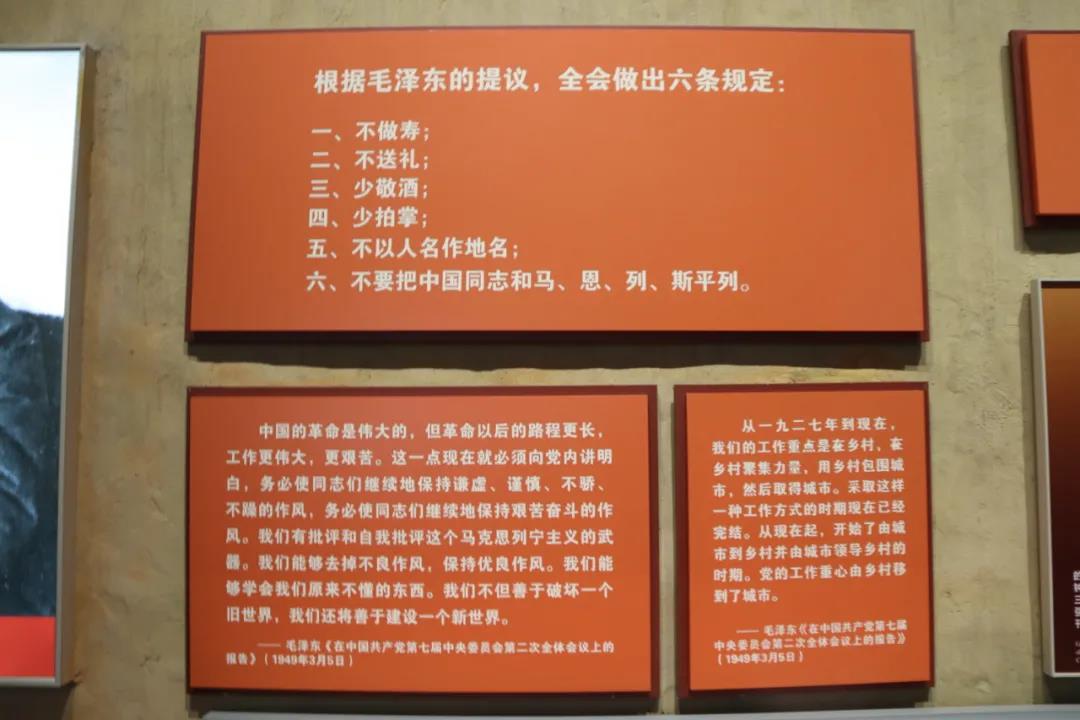 根据毛泽东的提议，全会做出六条规定：
一、不做寿；
二、不送礼；
三、少敬酒；
四、少拍掌；
五、不以人名作地名；
六、不要把中国同志和马、恩、列、斯平列。
中国的革命是伟大的，但革命以后的路程更长，
工作更伟大，更艰苦。这一点现在就必须向党内讲明
白，务必使同志们继续地保持谦虚、谨慎、不骄、
不躁的作风，务必使同志们继续地保持艰苦奋斗的作
风。我们有批评和自我批评这个马克思列宁主义的武
器。我们能够去掉不良作风，保持优良作风。我们能
够学会我们原来不懂的东西。我们不但善于破坏一个
旧世界，我们还将善于建设一个新世界。
—— 毛泽东《在中国共产党第七届中央委员会第二次全体会议上的
报告》（1949年3月5日）
从一九二七年到现在，
我们的工作重点是在乡村，在
乡村聚集力量，用乡村包围城
市，然后取得城市。采取这样
一种工作方式的时期现在已经
完结。从现在起，开始了由城
市到乡村并由城市领导乡村的
时期。党的工作重心由乡村移
到了城市。
—— 毛泽东《在中国共产党第七届
中央委员会第二次全体会议上的报告》
（1949年3月5日）